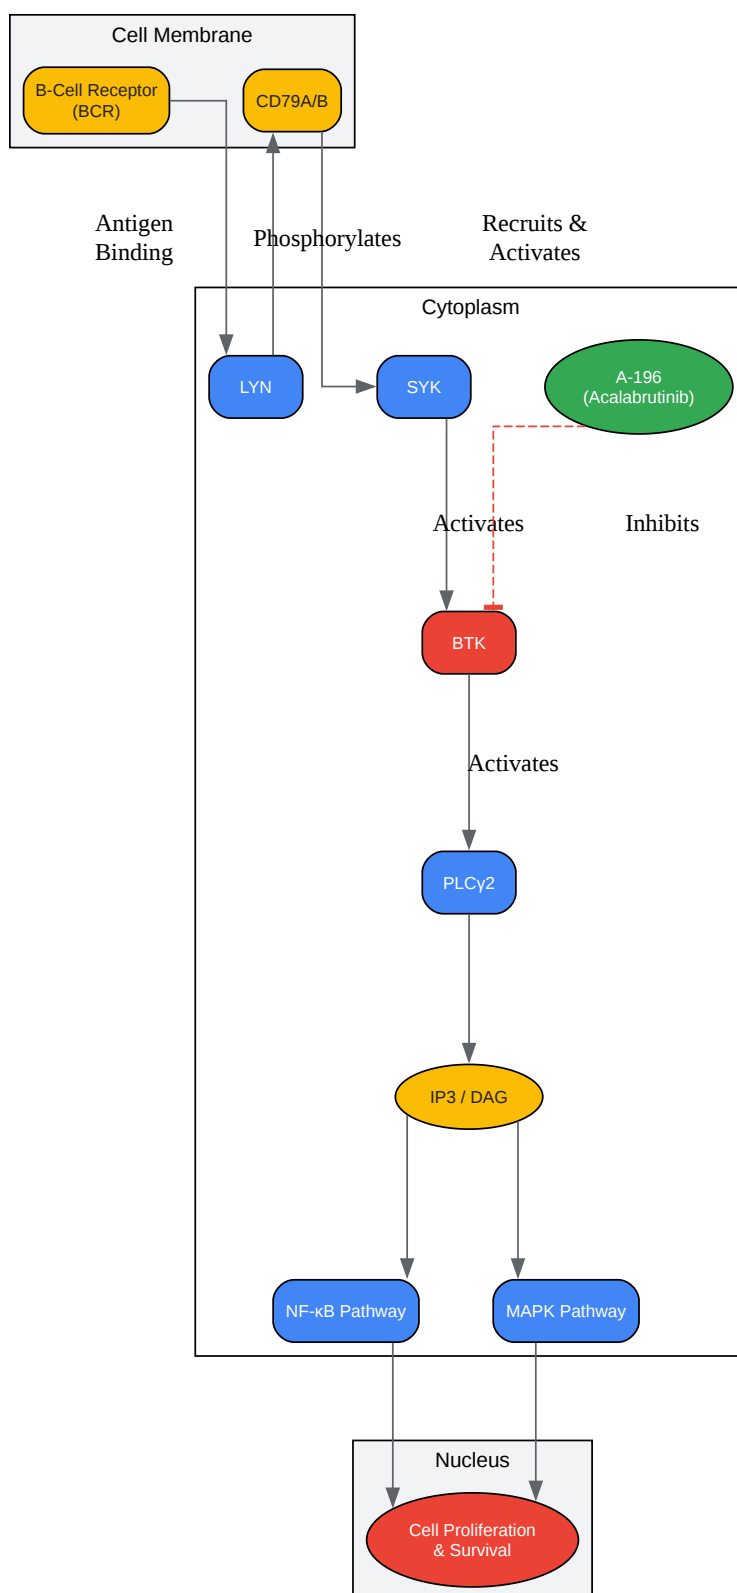 Cell Membrane
B-Cell Receptor
(BCR)
CD79A/B
Antigen
Binding
Phosphorylates
Recruits &
Activates
Cytoplasm
LYN
SYK
A-196
(Acalabrutinib)
Activates
Inhibits
BTK
Activates
PLCγ2
IP3 / DAG
NF-κB Pathway
MAPK Pathway
Nucleus
Cell Proliferation
& Survival